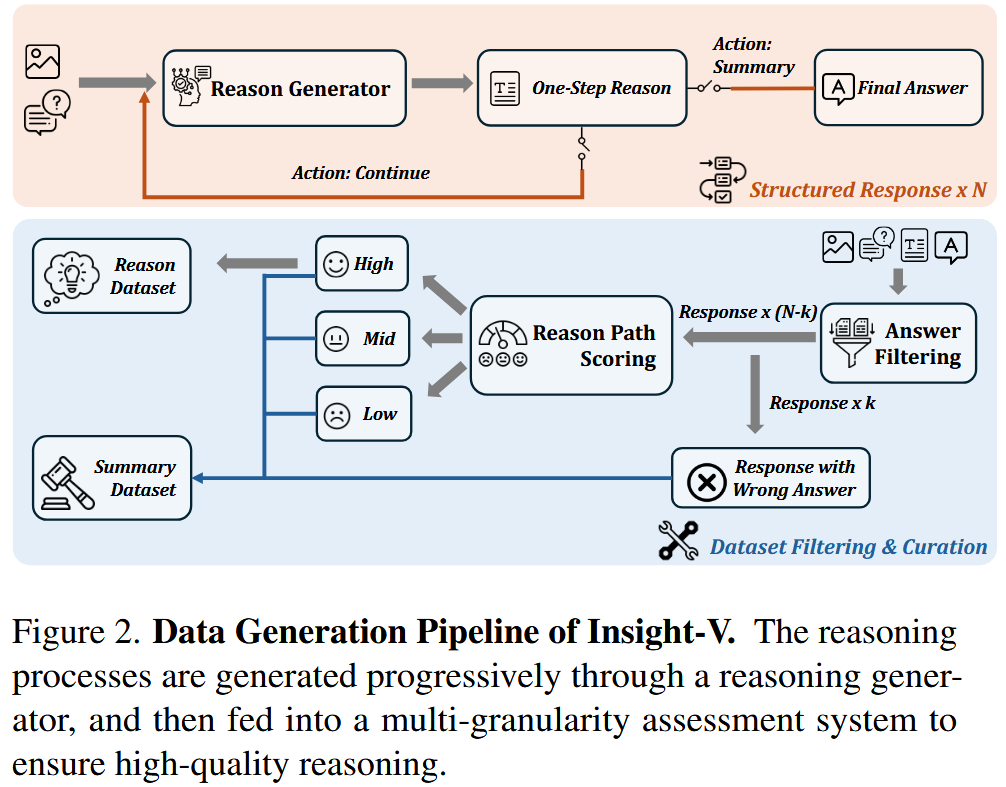 Action:
Summary
Reason Generator
One-Step Reason
Final Answer
Action: Continue
Structured Response x N
Reason
Dataset
High
Mid
Low
Reason Path
Scoring
Response x (N-k)
Answer
Filtering
Response x k
Summary
Dataset
Response with
Wrong Answer
Dataset Filtering & Curation
Figure 2. Data Generation Pipeline of Insight-V. The reasoning
processes are generated progressively through a reasoning gener-
ator, and then fed into a multi-granularity assessment system to
ensure high-quality reasoning.